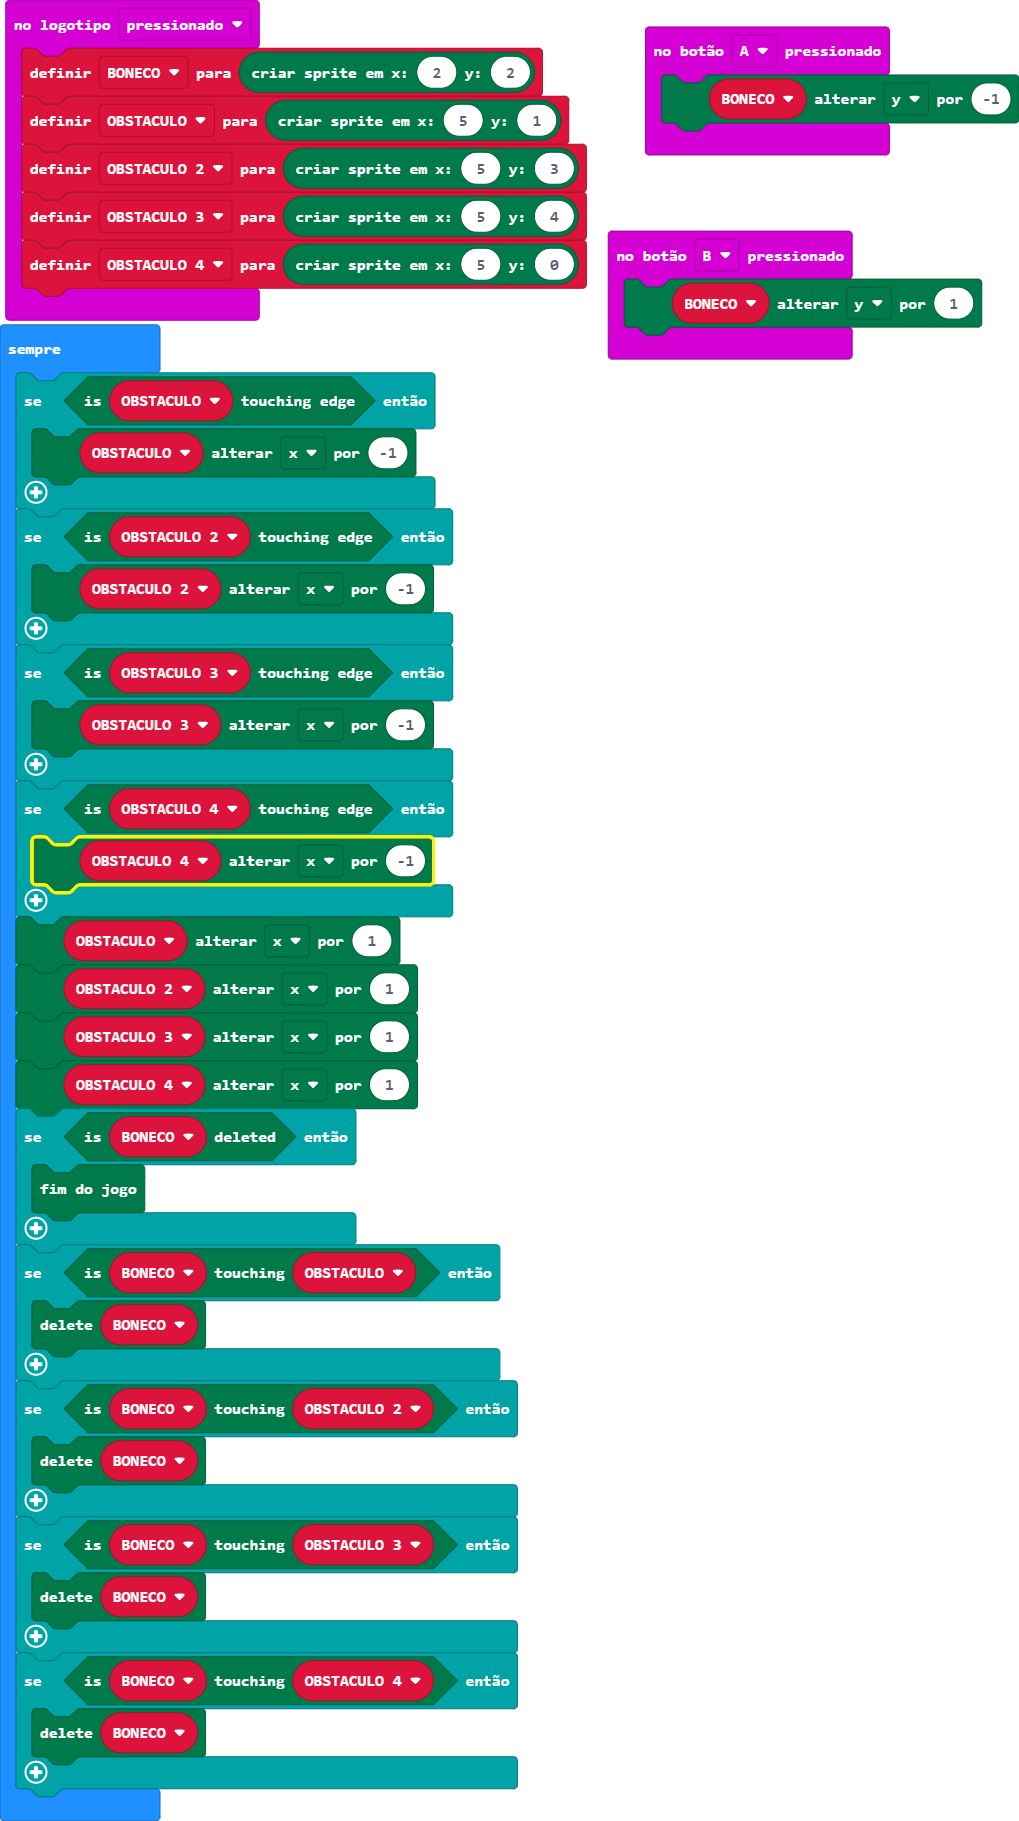 no logotipo pressionado
definir BONECO para criar sprite em x: 2 y: 2
definir OBSTACULO para criar sprite em x: 5 y: 1
definir OBSTACULO 2 para criar sprite em x: 5 y: 3
definir OBSTACULO 3 para criar sprite em x: 5 y: 4
definir OBSTACULO 4 para criar sprite em x: 5 y: 0
no botão A pressionado
BONECO alterar y por -1
no botão B pressionado
BONECO alterar y por 1
sempre
se is OBSTACULO touching edge então
OBSTACULO alterar x por -1
se is OBSTACULO 2 touching edge então
OBSTACULO 2 alterar x por -1
se is OBSTACULO 3 touching edge então
OBSTACULO 3 alterar x por -1
se is OBSTACULO 4 touching edge então
OBSTACULO 4 alterar x por -1
OBSTACULO alterar x por 1
OBSTACULO 2 alterar x por 1
OBSTACULO 3 alterar x por 1
OBSTACULO 4 alterar x por 1
se is BONECO deleted então
fim do jogo
se is BONECO touching OBSTACULO então
delete BONECO
se is BONECO touching OBSTACULO 2 então
delete BONECO
se is BONECO touching OBSTACULO 3 então
delete BONECO
se is BONECO touching OBSTACULO 4 então
delete BONECO